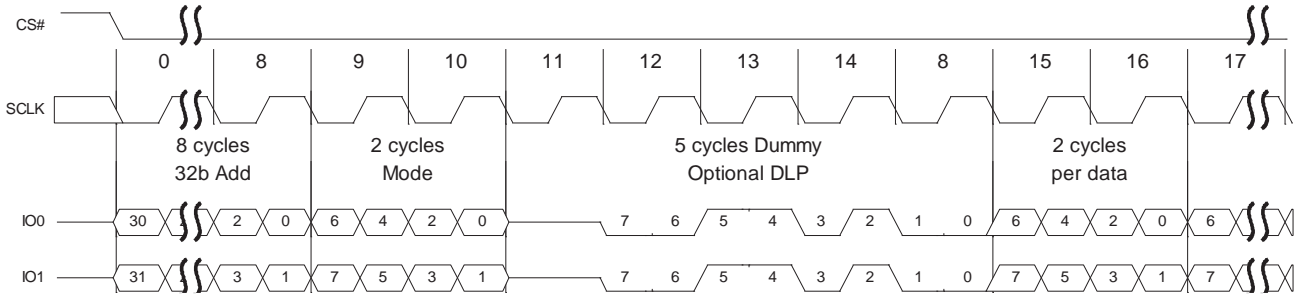 CS#
0 8 9 10 11 12 13 14 8 15 16 17
SCLK
8 cycles 2 cycles 5 cycles Dummy 2 cycles
32b Add Mode Optional DLP per data
IO0 30 2 0 6 4 2 0 7 6 5 4 3 2 1 0 6 4 2 0 6
IO1 31 3 1 7 5 3 1 7 6 5 4 3 2 1 0 7 5 3 1 7